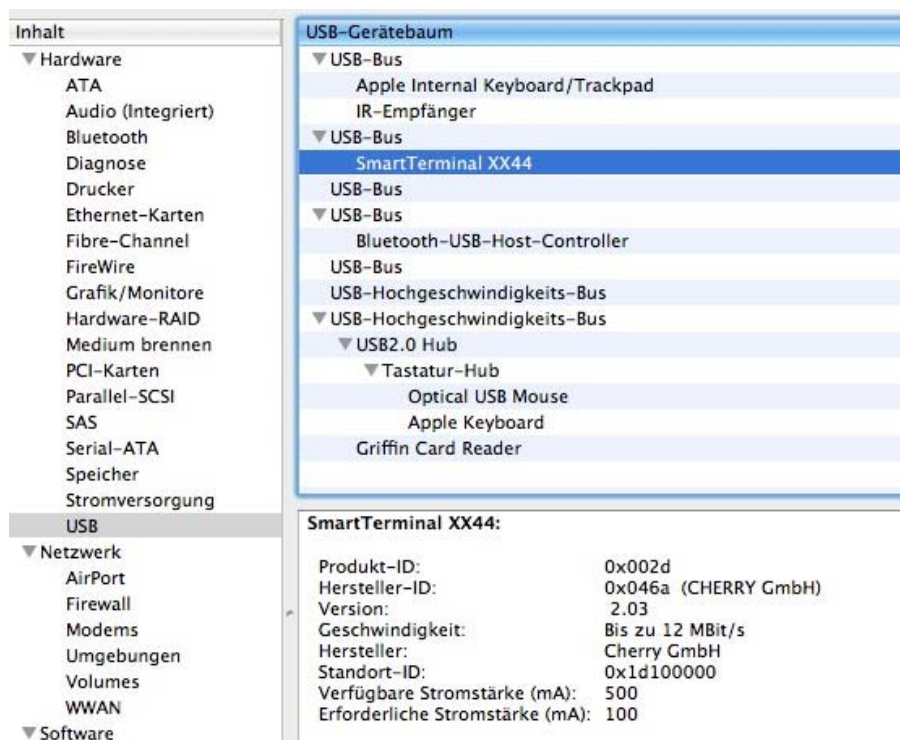 Inhalt
Hardware
ATA
Audio (Integriert)
Bluetooth
Diagnose
Drucker
Ethernet-Karten
Fibre-Channel
FireWire
Grafik/Monitore
Hardware-RAID
Medium brennen
PCI-Karten
Parallel-SCSI
SAS
Serial-ATA
Speicher
Stromversorgung
USB
Netzwerk
AirPort
Firewall
Modems
Umgebungen
Volumes
WWAN
Software
USB-Gerätebaum
USB-Bus
Apple Internal Keyboard/Trackpad
IR-Empfänger
USB-Bus
SmartTerminal XX44
USB-Bus
USB-Bus
Bluetooth-USB-Host-Controller
USB-Bus
USB-Hochgeschwindigkeits-Bus
USB-Hochgeschwindigkeits-Bus
USB2.0 Hub
Tastatur-Hub
Optical USB Mouse
Apple Keyboard
Griffin Card Reader
SmartTerminal XX44:
Produkt-ID: 0x002d
Hersteller-ID: 0x046a (CHERRY GmbH)
Version: 2.03
Geschwindigkeit: Bis zu 12 MBit/s
Hersteller: Cherry GmbH
Standort-ID: 0x1d100000
Verfügbare Stromstärke (mA): 500
Erforderliche Stromstärke (mA): 100